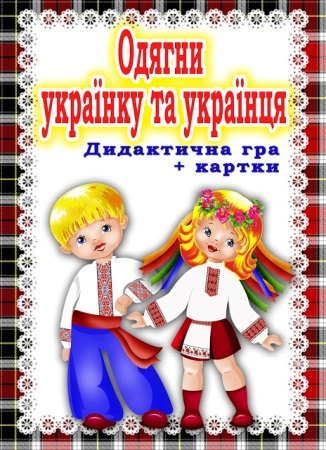 Одягни
українку та українця
Дидактична гра
+ картки